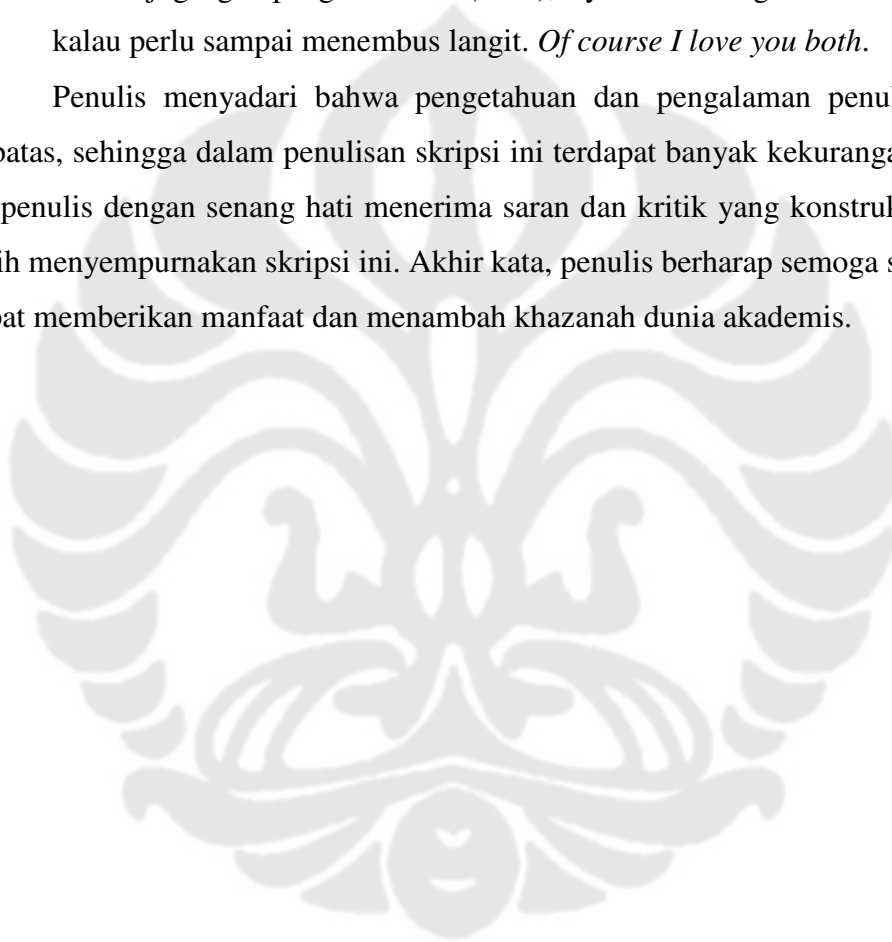 kalau perlu sampai menembus langit. Of course I love you both.
Penulis menyadari bahwa pengetahuan dan pengalaman
sehingga dalam penulisan skripsi ini terdapat banyak
penulis dengan senang hati menerima saran dan kritik yang
menyempurnakan skripsi ini. Akhir kata, penulis berharap semoga
memberikan manfaat dan menambah khazanah dunia akademis.